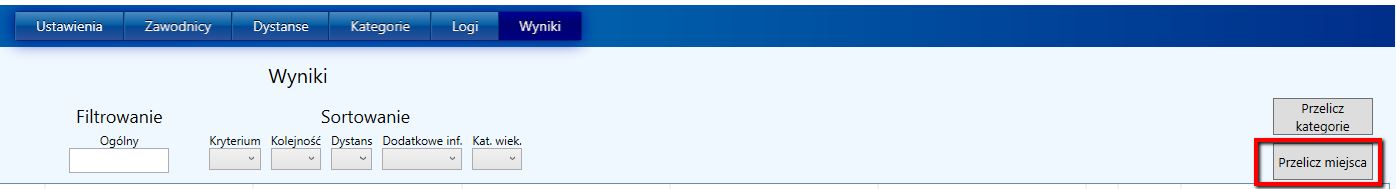 Ustawienia Zawodnicy Dystanse Kategorie Logi Wyniki
Wyniki
Filtrowanie Sortowanie
Ogólny Kryterium Kolejność Dystans Dodatkowe inf. Kat. wiek.
Przelicz
kategorie
Przelicz miejsca